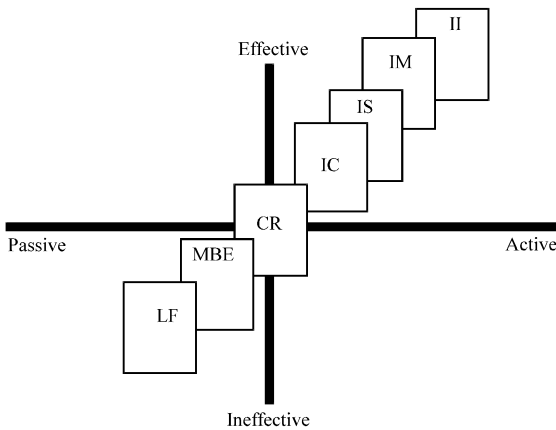 II
Effective
IM
IS
IC
CR
Passive
Active
MBE
LF
Ineffective